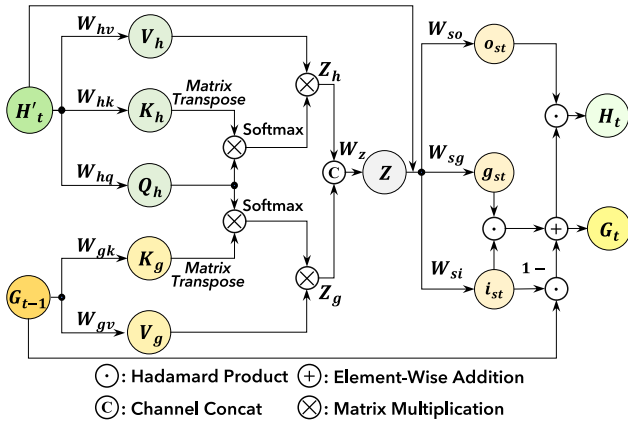 W_hv V_h Z_h W_so o_st
H'_t W_hk K_h Matrix Transpose Softmax H_t
W_hq Q_h W_z C Z W_sg g_st
Softmax
W_gk K_g Matrix Transpose Z_g G_t
G_{t-1} W_si i_st 1-
W_gv V_g
: Hadamard Product + : Element-Wise Addition
C : Channel Concat : Matrix Multiplication